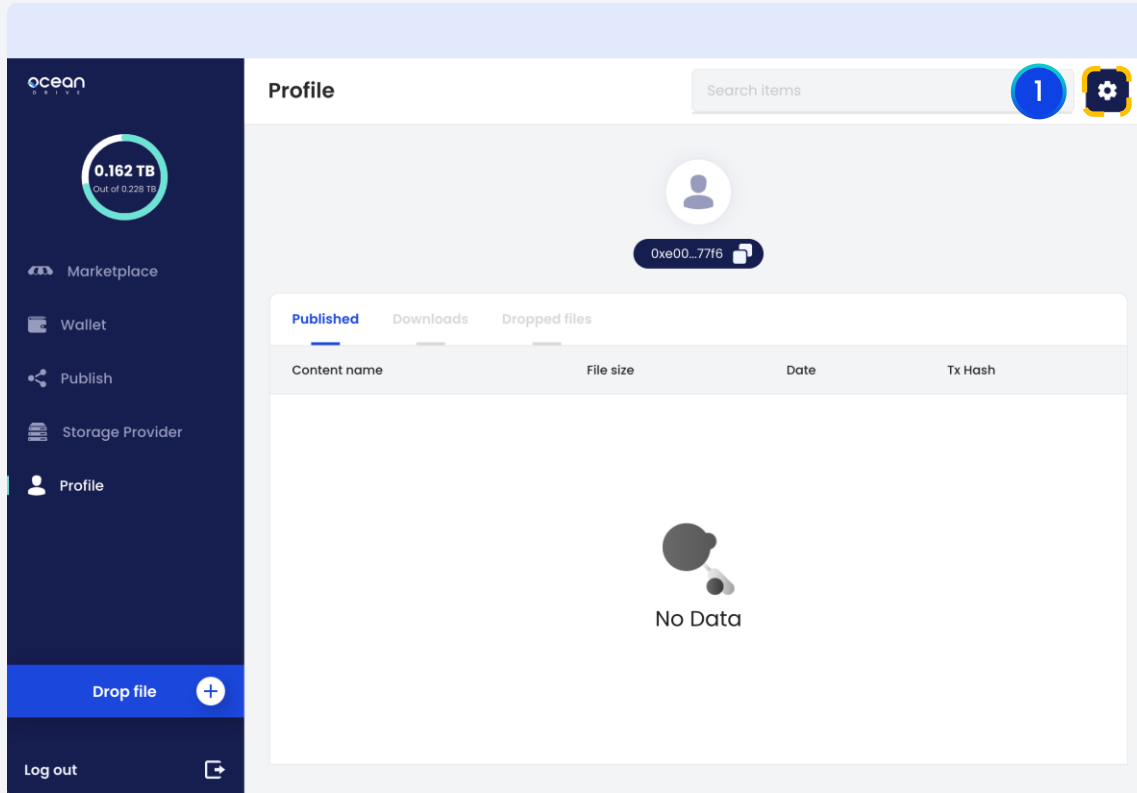 ocean
DRIVE
0.162 TB
Out of 0.228 TB
Marketplace
Wallet
Publish
Storage Provider
Profile
Drop file
Log out
Profile
Search items
1
0xe00...77f6
Published Downloads Dropped files
Content name File size Date Tx Hash
No Data